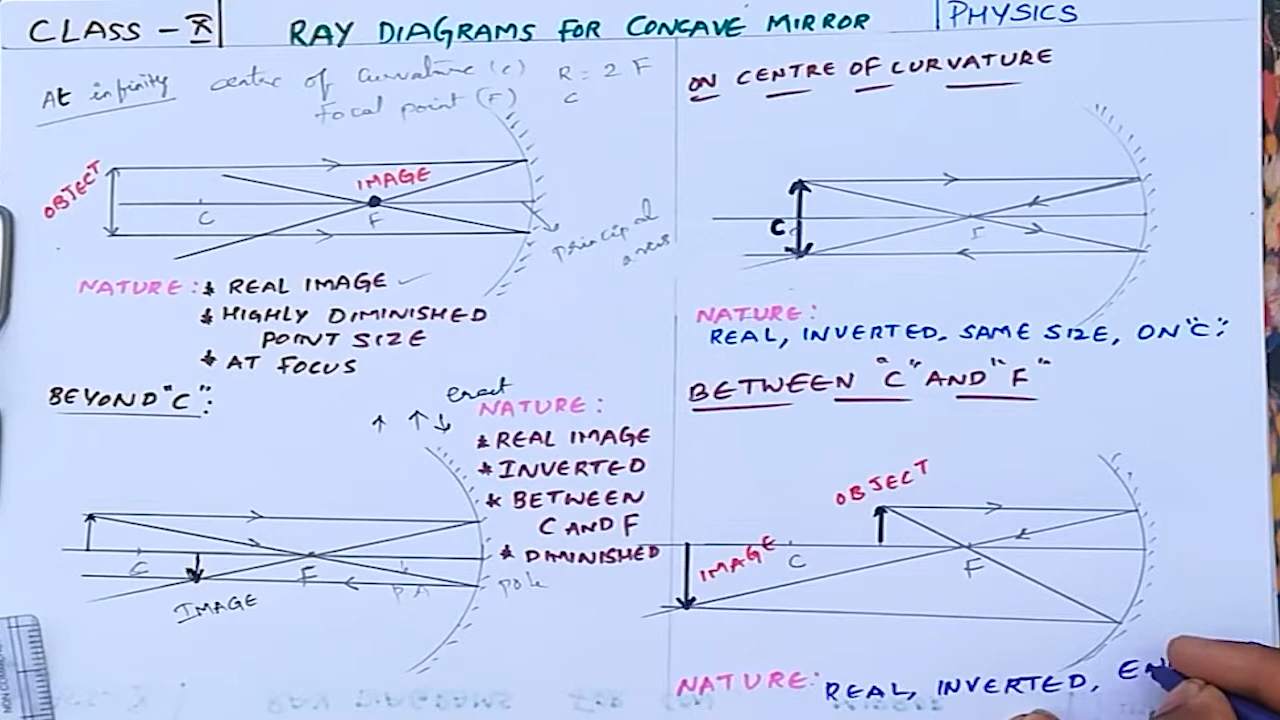 CLASS - X
RAY DIAGRAMS FOR CONCAVE MIRROR
PHYSICS
At infinity centre of curvature (c) R = 2 F
Focal point (F) C
OBJECT
IMAGE
C
F
principal
NATURE: * REAL IMAGE
* HIGHLY DIMINISHED
POINT SIZE
* AT FOCUS
BEYOND "C":
erect
NATURE:
* REAL IMAGE
* INVERTED
* BETWEEN
C AND F
* DIMINISHED
C
F
P.A
pole
IMAGE
ON CENTRE OF CURVATURE
C
F
NATURE:
REAL, INVERTED, SAME SIZE, ON "C":
BETWEEN "C" AND "F"
OBJECT
IMAGE
C
F
NATURE: REAL, INVERTED, EN